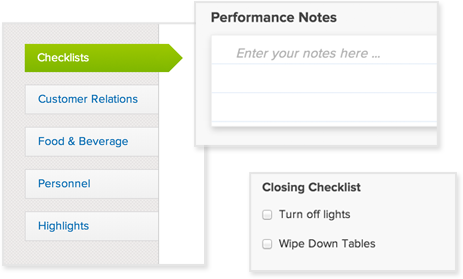 Checklists
Customer Relations
Food & Beverage
Personnel
Highlights
Performance Notes
Enter your notes here ...
Closing Checklist
Turn off lights
Wipe Down Tables